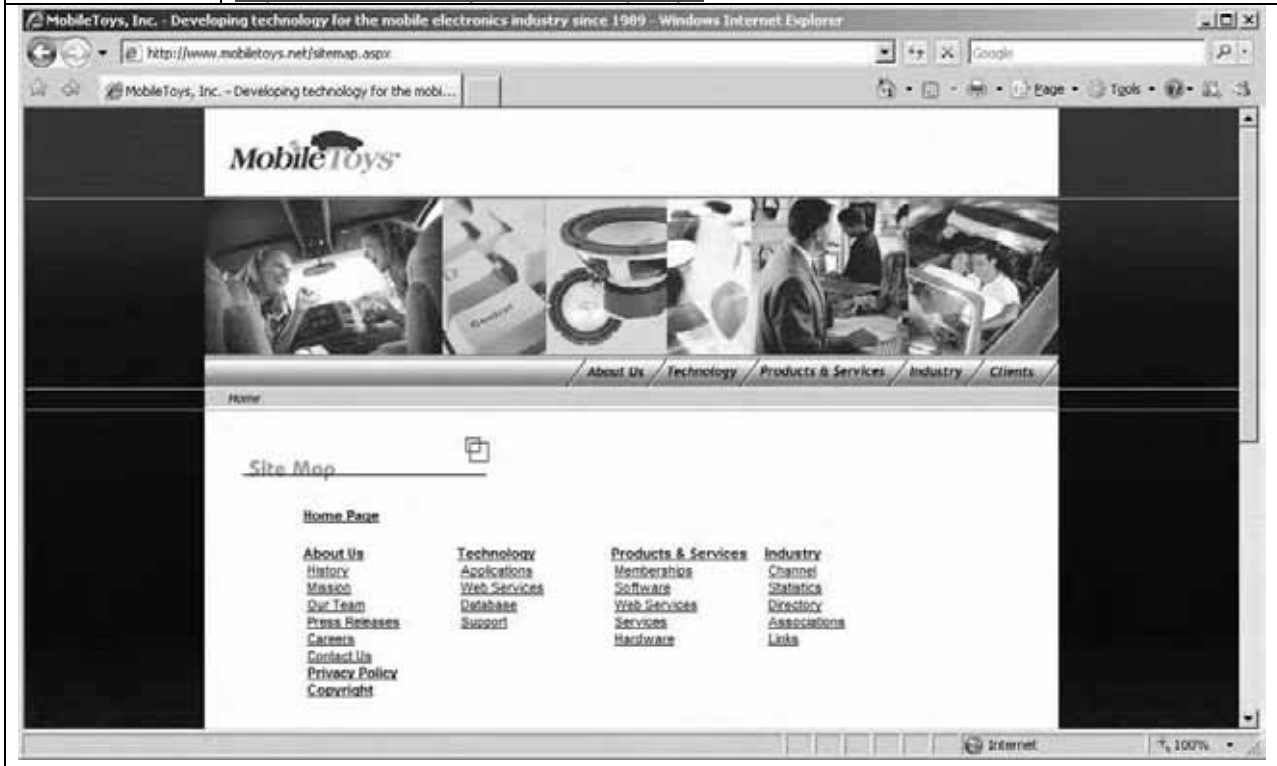 MobileToys, Inc. - Developing technology for the mobile electronics industry since 1989 - Windows Internet Explorer
http://www.mobiletoys.net/sitemap.aspx
Google
MobileToys, Inc. - Developing technology for the mobi...
Page
Tools
MobileToys
About Us
Technology
Products & Services
Industry
Clients
Home
Site Map
Home Page
About Us Technology Products & Services Industry
History Applications Memberships Channel
Mission Web Services Software Statistics
Our Team Database Web Services Directory
Press Releases Support Services Associations
Careers Hardware Links
Contact Us
Privacy Policy
Copyright
Internet
100%